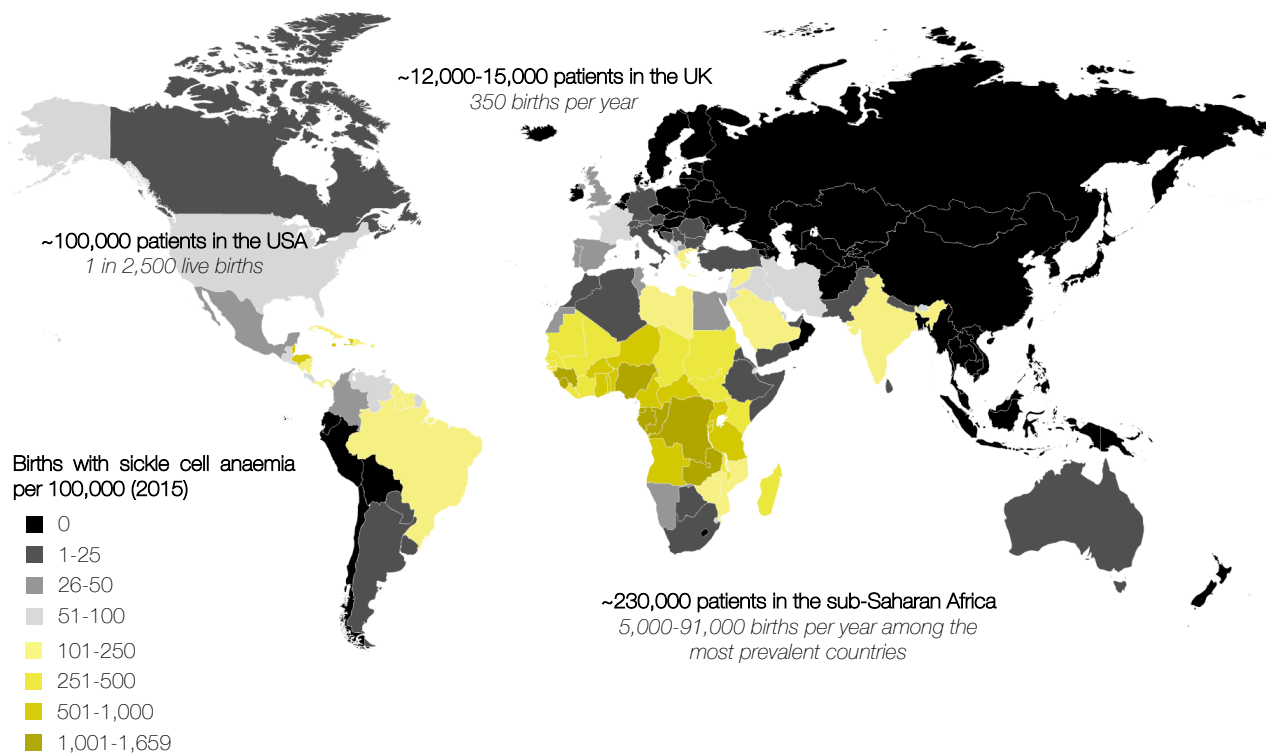 ~12,000-15,000 patients in the UK
350 births per year
~100,000 patients in the USA
1 in 2,500 live births
Births with sickle cell anaemia
per 100,000 (2015)
0
1-25
26-50
51-100
101-250
251-500
501-1,000
1,001-1,659
~230,000 patients in the sub-Saharan Africa
5,000-91,000 births per year among the
most prevalent countries